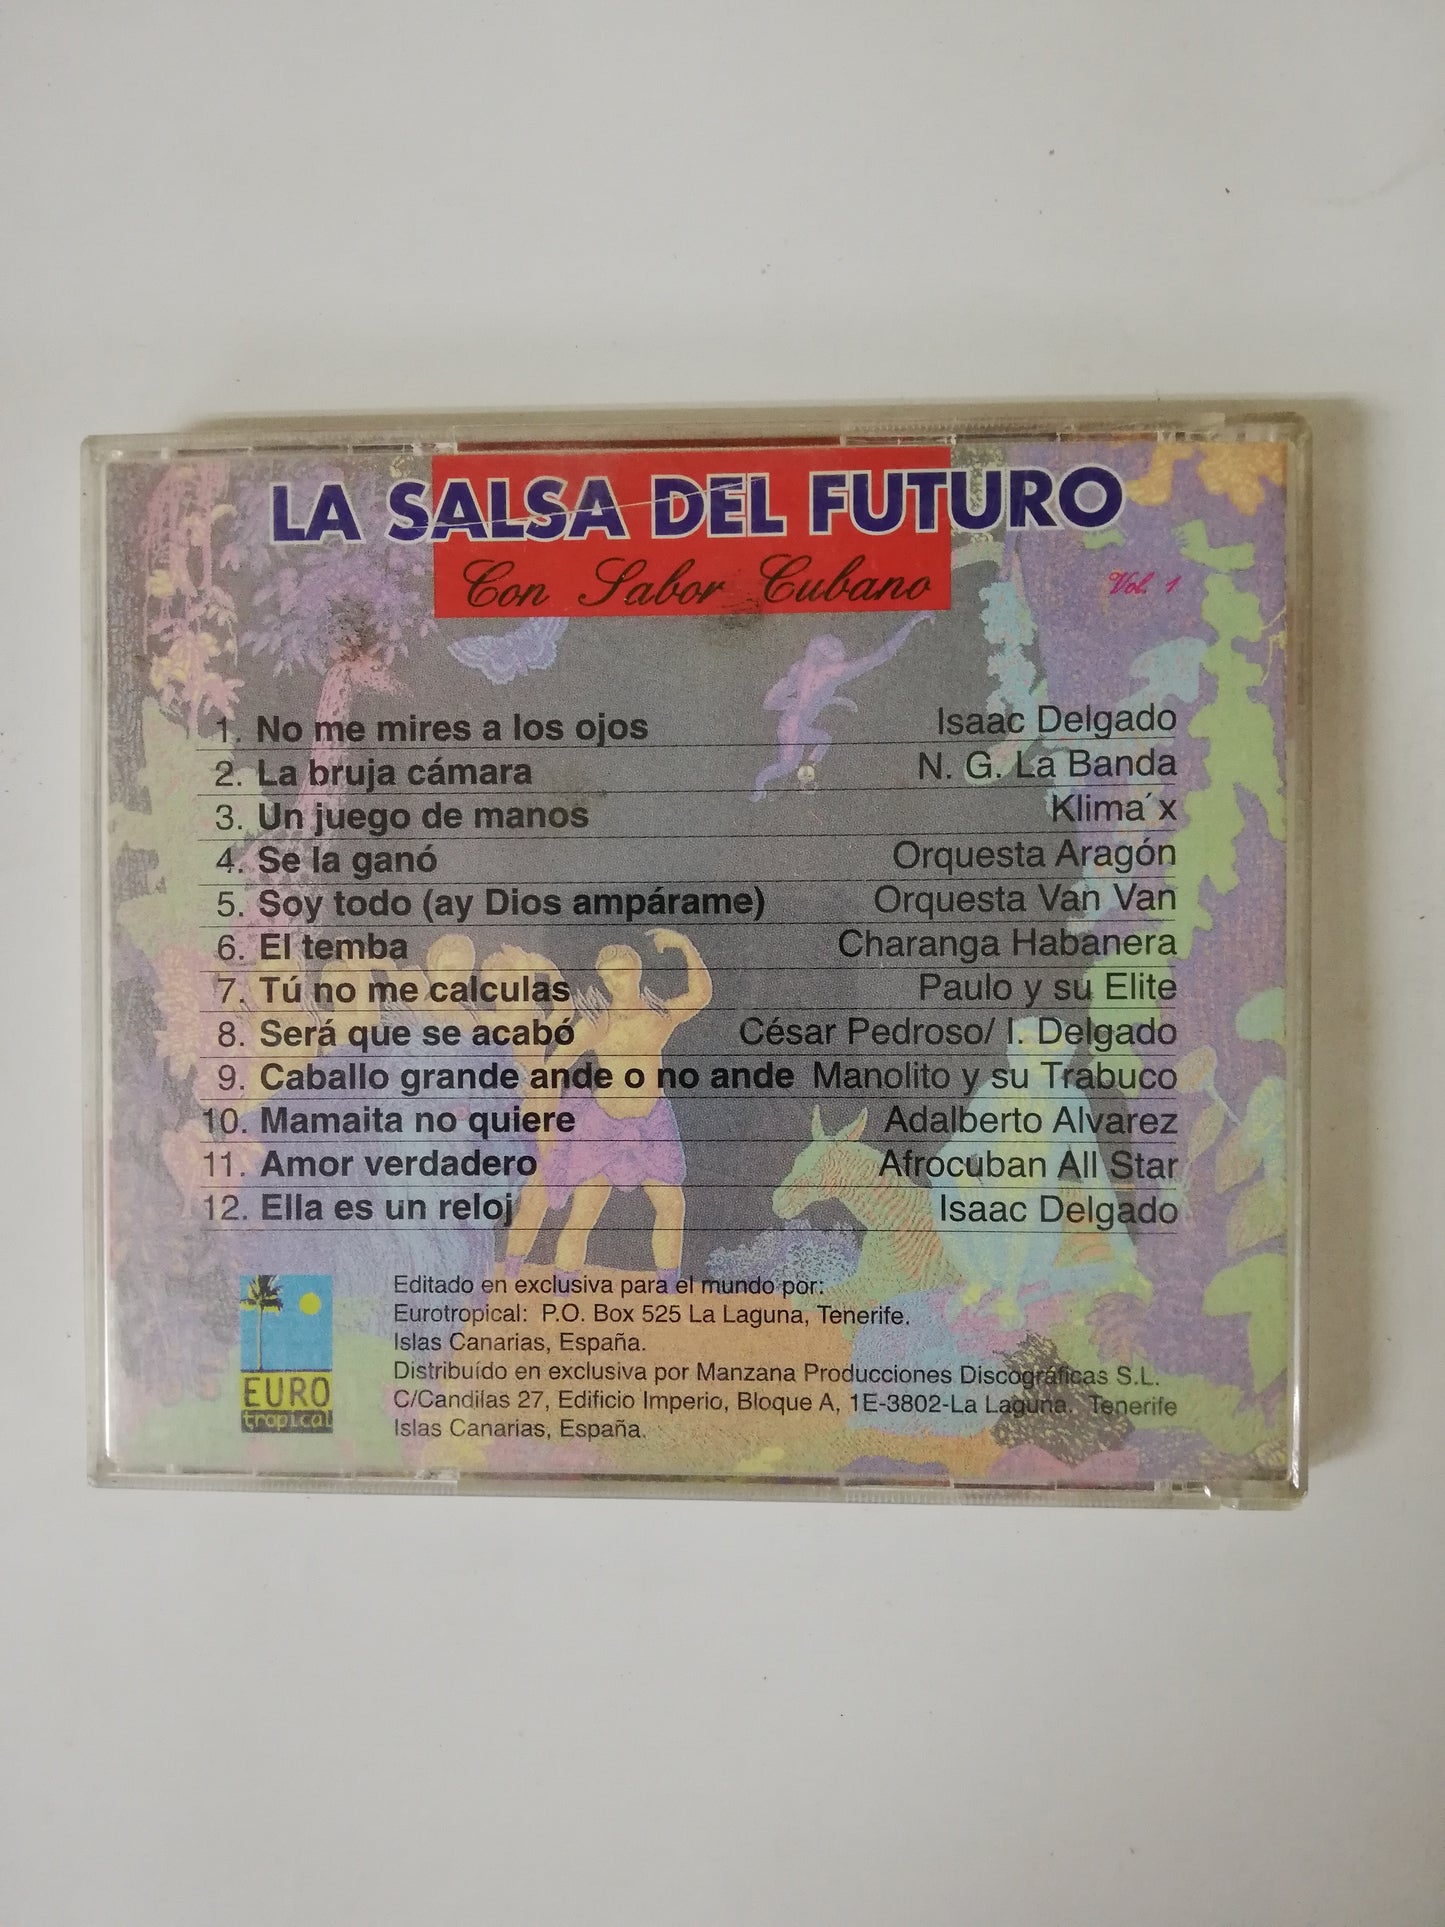 LA SALSA DEL FUTURO
Con Sabor Cubano
Vol. 1
1. No me mires a los ojos Isaac Delgado
2. La bruja cámara N. G. La Banda
3. Un juego de manos Klima´x
4. Se la ganó Orquesta Aragón
5. Soy todo (ay Dios ampárame) Orquesta Van Van
6. El temba Charanga Habanera
7. Tú no me calculas Paulo y su Elite
8. Será que se acabó César Pedroso/ I. Delgado
9. Caballo grande ande o no ande Manolito y su Trabuco
10. Mamaita no quiere Adalberto Alvarez
11. Amor verdadero Afrocuban All Star
12. Ella es un reloj Isaac Delgado
Editado en exclusiva para el mundo por:
Eurotropical: P.O. Box 525 La Laguna, Tenerife.
Islas Canarias, España.
Distribuído en exclusiva por Manzana Producciones Discográficas S.L.
C/Candilas 27, Edificio Imperio, Bloque A, 1E-3802-La Laguna. Tenerife
Islas Canarias, España.
EURO
tropical